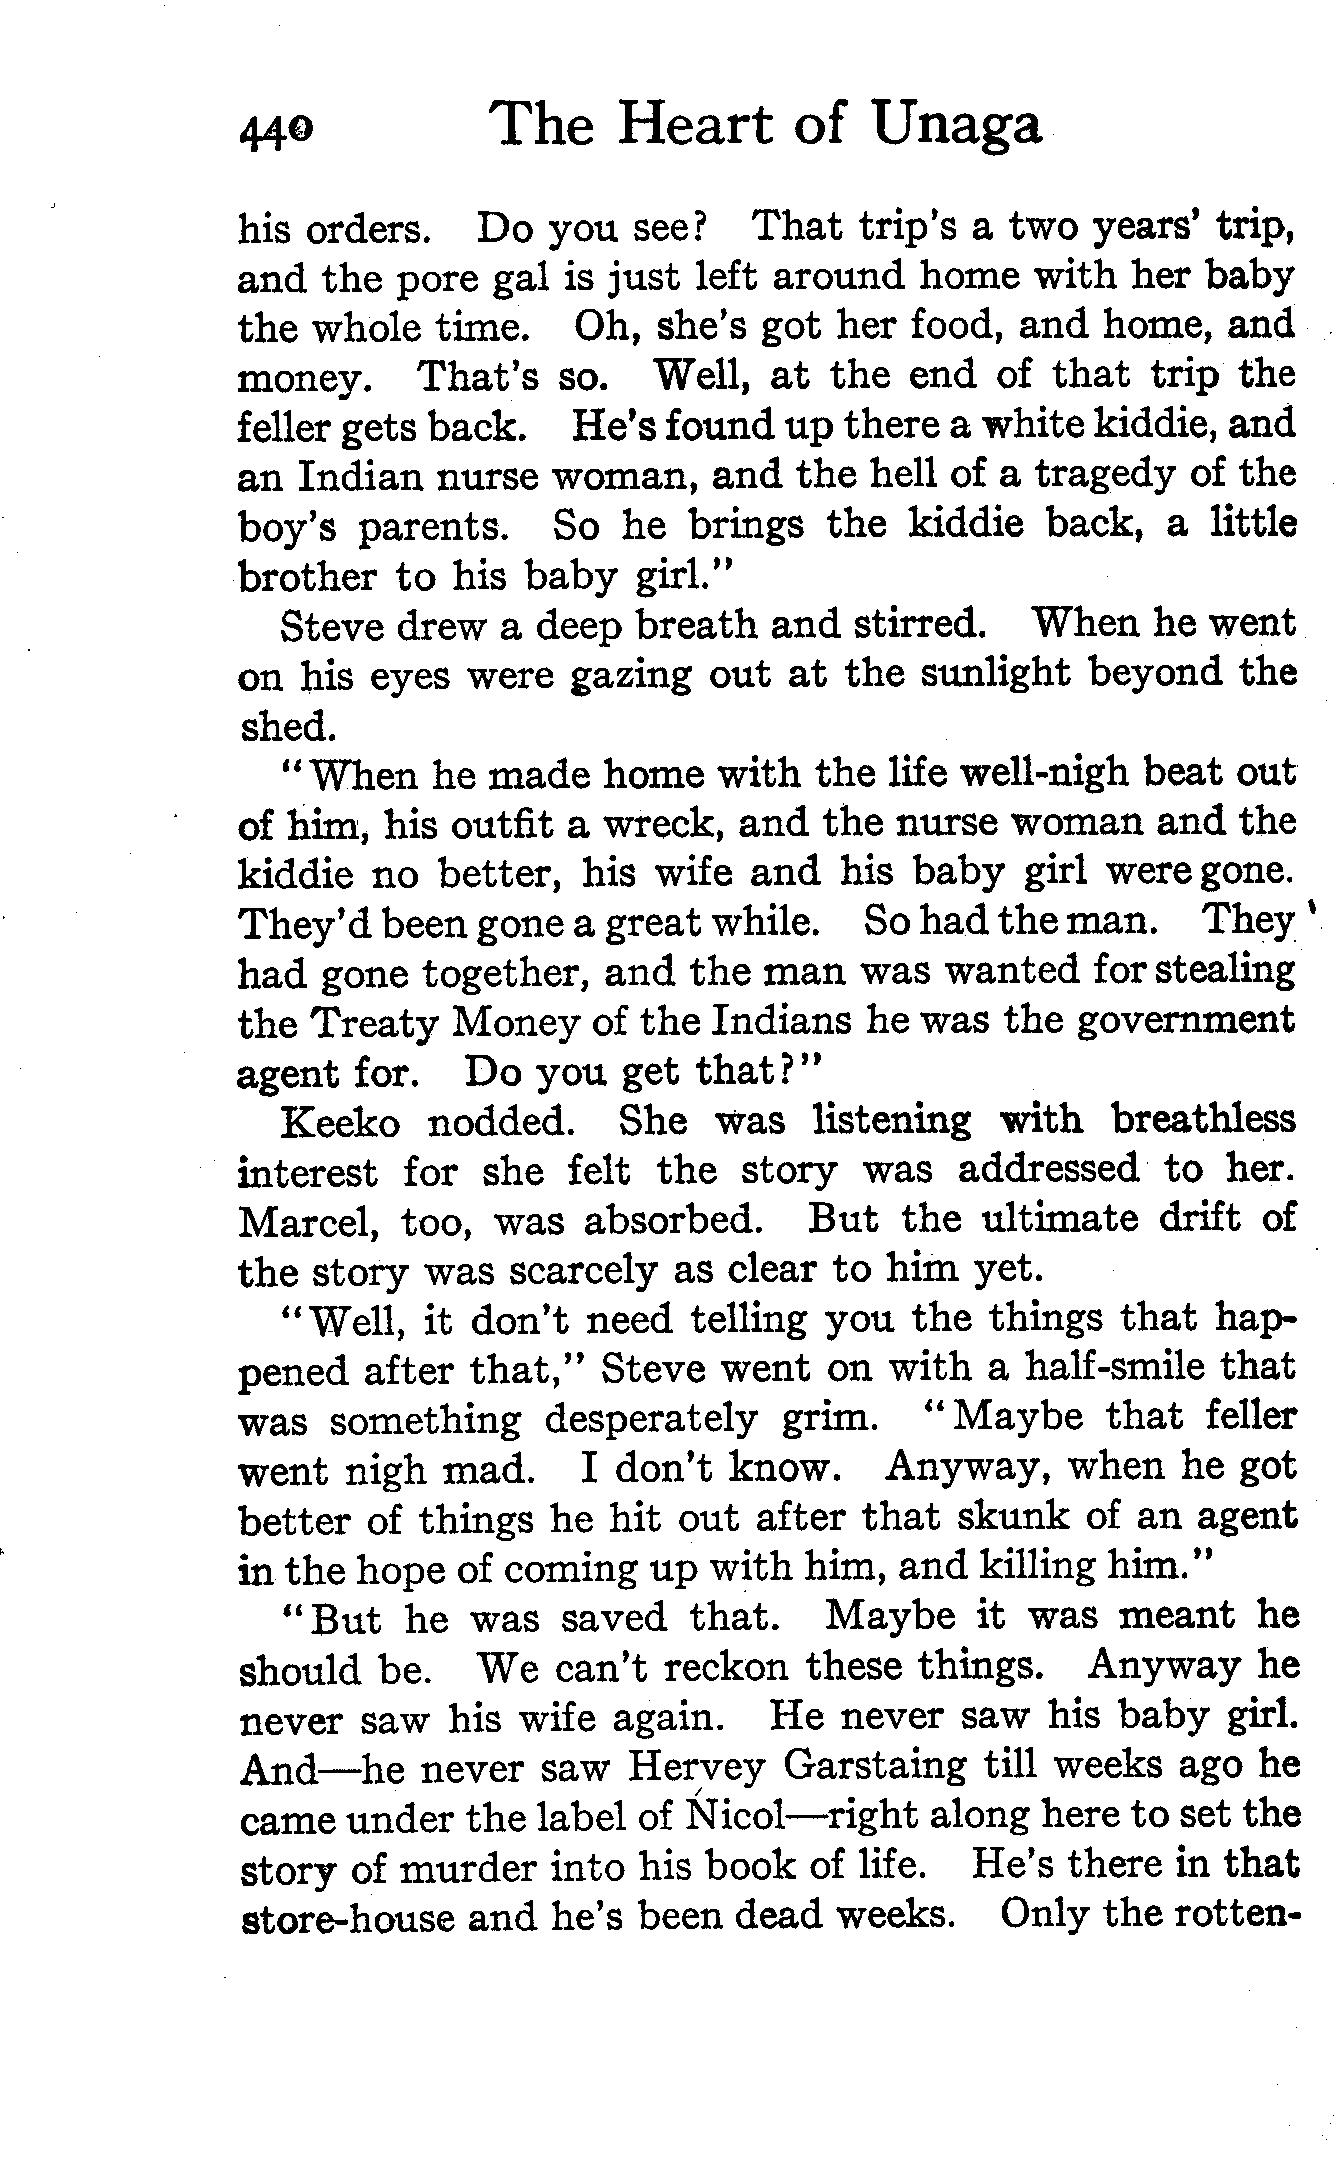 440 The Heart of Unaga
his orders. Do you see? That trip's a two years' trip,
and the pore gal is just left around home with her baby
the whole time. Oh, she's got her food, and home, and
money. That's so. Well, at the end of that trip the
feller gets back. He's found up there a white kiddie, and
an Indian nurse woman, and the hell of a tragedy of the
boy's parents. So he brings the kiddie back, a little
brother to his baby girl."
Steve drew a deep breath and stirred. When he went
on his eyes were gazing out at the sunlight beyond the
shed.
"When he made home with the life well-nigh beat out
of him, his outfit a wreck, and the nurse woman and the
kiddie no better, his wife and his baby girl were gone.
They'd been gone a great while. So had the man. They
had gone together, and the man was wanted for stealing
the Treaty Money of the Indians he was the government
agent for. Do you get that?"
Keeko nodded. She was listening with breathless
interest for she felt the story was addressed to her.
Marcel, too, was absorbed. But the ultimate drift of
the story was scarcely as clear to him yet.
"Well, it don't need telling you the things that hap-
pened after that," Steve went on with a half-smile that
was something desperately grim. "Maybe that feller
went nigh mad. I don't know. Anyway, when he got
better of things he hit out after that skunk of an agent
in the hope of coming up with him, and killing him."
"But he was saved that. Maybe it was meant he
should be. We can't reckon these things. Anyway he
never saw his wife again. He never saw his baby girl.
And—he never saw Hervey Garstaing till weeks ago he
came under the label of Nicol—right along here to set the
story of murder into his book of life. He's there in that
store-house and he's been dead weeks. Only the rotten-